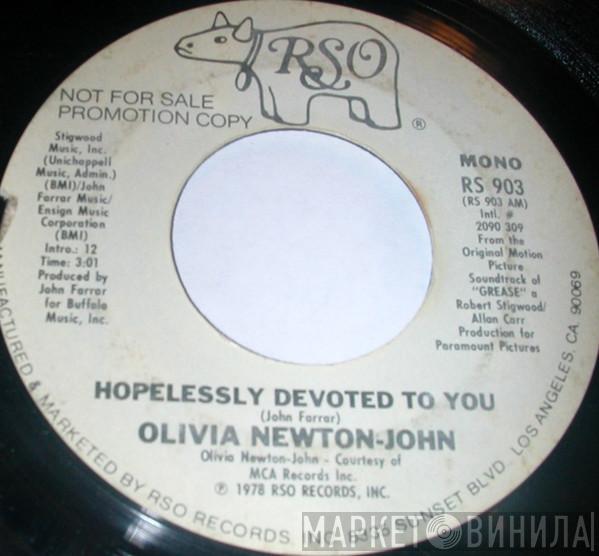 RSO
®
NOT FOR SALE
PROMOTION COPY
Stigwood
Music, Inc.
(Unichappell
Music, Admin.)
(BMI)/John
Farrar Music/
Ensign Music
Corporation
(BMI)
Intro.: 12
Time: 3:01
Produced by
John Farrar
for Buffalo
Music, Inc.
MONO
RS 903
(RS 903 AM)
Intl. #
2090 309
From the
Original Motion
Picture
Soundtrack of
"GREASE" a
Robert Stigwood/
Allan Carr
Production for
Paramount Pictures
HOPELESSLY DEVOTED TO YOU
(John Farrar)
OLIVIA NEWTON-JOHN
Olivia Newton-John - Courtesy of
MCA Records Inc.
℗ 1978 RSO RECORDS, INC.
MANUFACTURED & MARKETED BY RSO RECORDS, INC. SUNSET BLVD. LOS ANGELES, CA. 90069
МАРКЕТ ВИНИЛА!